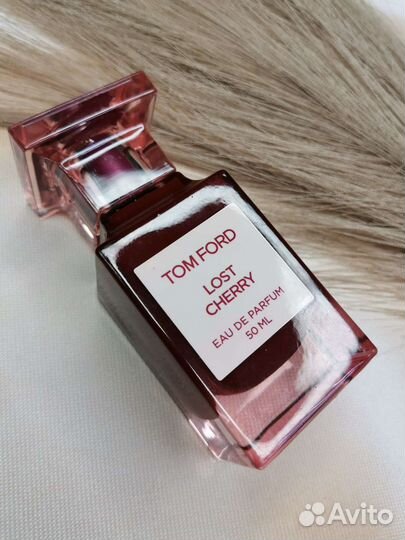 TOM FORD
LOST
CHERRY
EAU DE PARFUM
50 ML
Avito